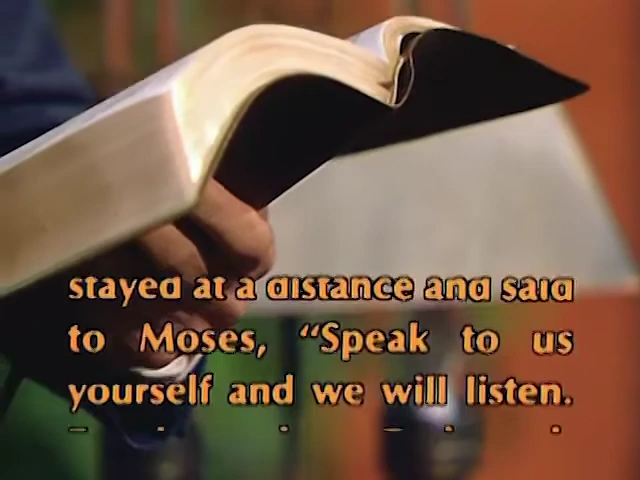 stayed at a distance and said
to Moses, “Speak to us
yourself and we will listen.